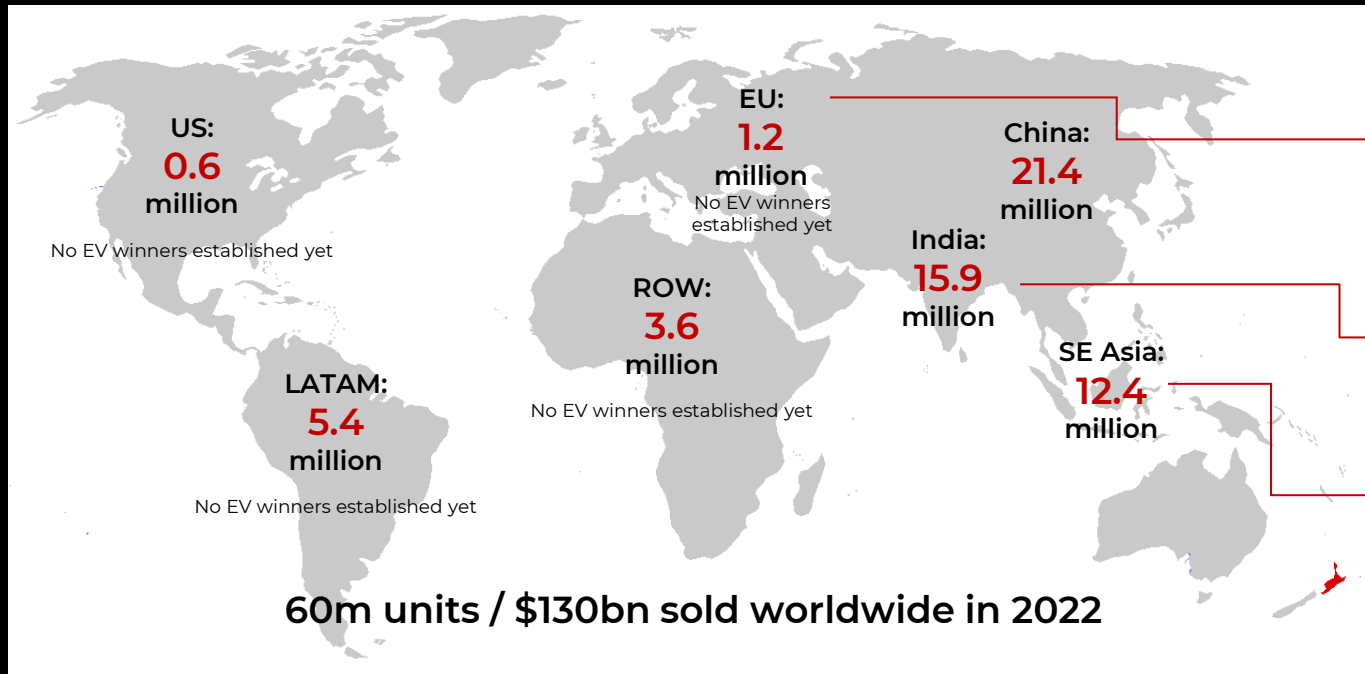 US:
0.6
million
No EV winners established yet
EU:
1.2
million
No EV winners
established yet
China:
21.4
million
India:
15.9
million
ROW:
3.6
million
No EV winners established yet
SE Asia:
12.4
million
LATAM:
5.4
million
No EV winners established yet
60m units / $130bn sold worldwide in 2022